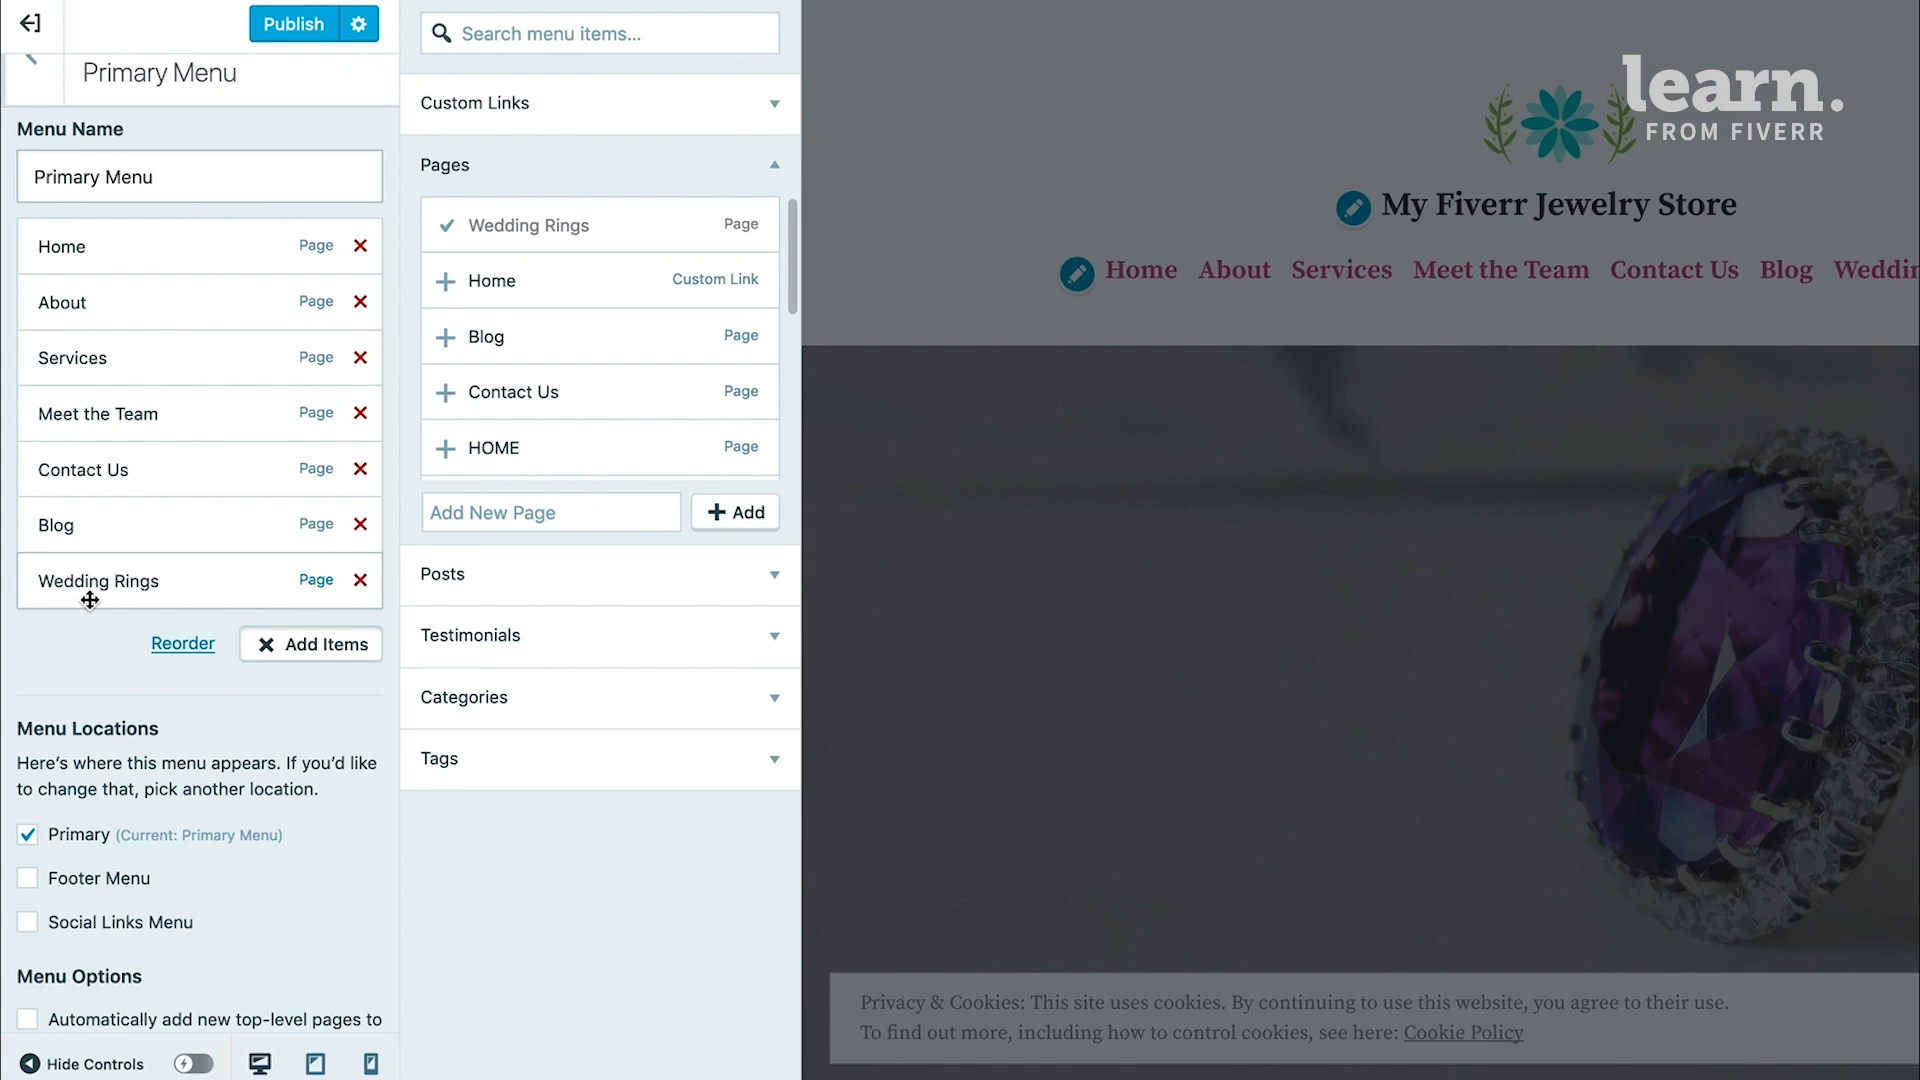 Publish
Primary Menu
Menu Name
Primary Menu
Home Page
About Page
Services Page
Meet the Team Page
Contact Us Page
Blog Page
Wedding Rings Page
Reorder
Add Items
Menu Locations
Here’s where this menu appears. If you’d like
to change that, pick another location.
Primary (Current: Primary Menu)
Footer Menu
Social Links Menu
Menu Options
Automatically add new top-level pages to
Hide Controls
Search menu items...
Custom Links
Pages
Wedding Rings Page
Home Custom Link
Blog Page
Contact Us Page
HOME Page
Add New Page
Add
Posts
Testimonials
Categories
Tags
learn.
FROM FIVERR
My Fiverr Jewelry Store
Home About Services Meet the Team Contact Us Blog Weddin
Privacy & Cookies: This site uses cookies. By continuing to use this website, you agree to their use.
To find out more, including how to control cookies, see here: Cookie Policy